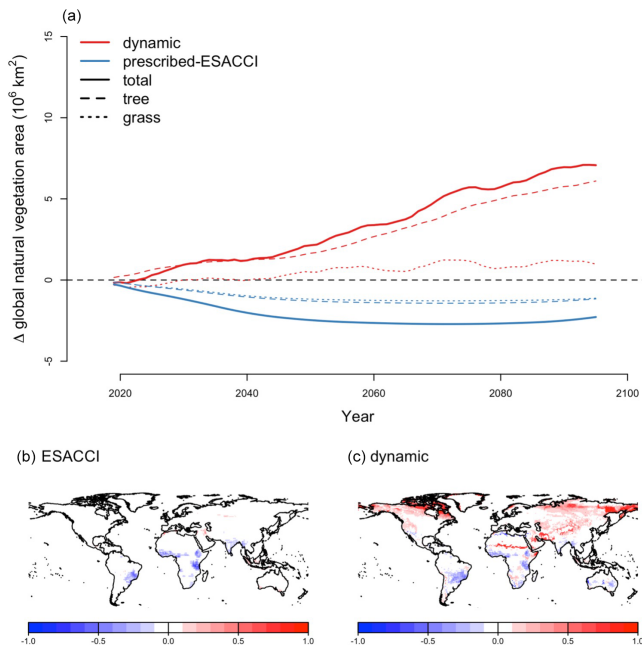 (a)
15
10
5
0
-5
Δ global natural vegetation area (10⁶ km²)
dynamic
prescribed-ESACCI
total
tree
grass
2020 2040 2060 2080 2100
Year
(b) ESACCI
(c) dynamic
-1.0 -0.5 0.0 0.5 1.0
-1.0 -0.5 0.0 0.5 1.0